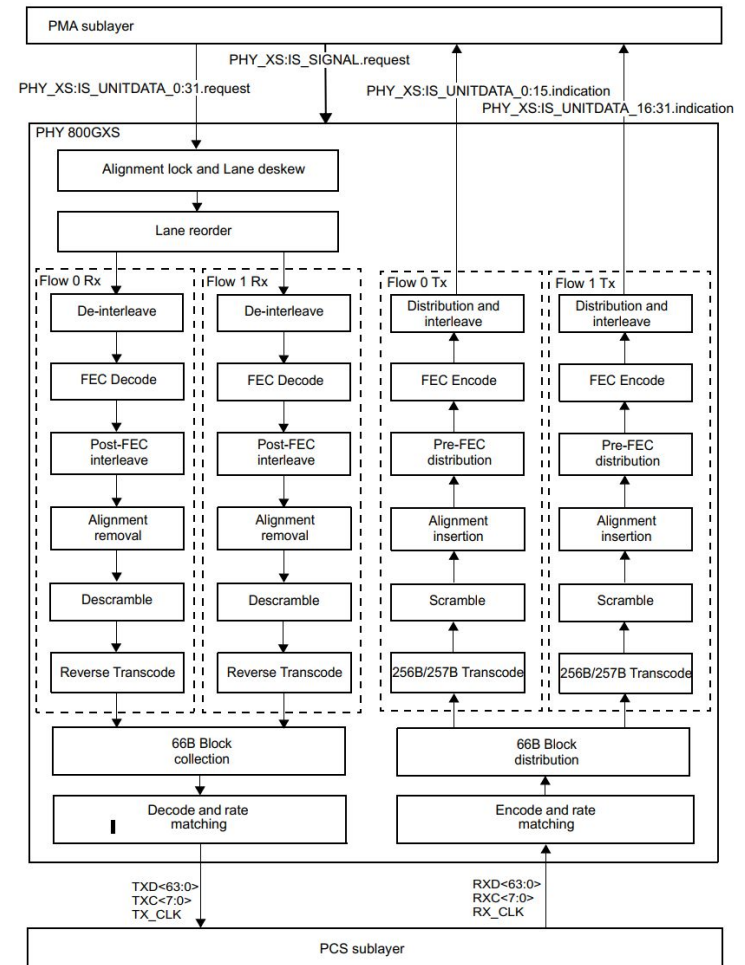 PMA sublayer
PHY_XS:IS_SIGNAL.request
PHY_XS:IS_UNITDATA_0:31.request
PHY_XS:IS_UNITDATA_0:15.indication
PHY_XS:IS_UNITDATA_16:31.indication
PHY 800GXS
Alignment lock and Lane deskew
Lane reorder
Flow 0 Rx
De-interleave
FEC Decode
Post-FEC
interleave
Alignment
removal
Descramble
Reverse Transcode
Flow 1 Rx
De-interleave
FEC Decode
Post-FEC
interleave
Alignment
removal
Descramble
Reverse Transcode
Flow 0 Tx
Distribution and
interleave
FEC Encode
Pre-FEC
distribution
Alignment
insertion
Scramble
256B/257B Transcode
Flow 1 Tx
Distribution and
interleave
FEC Encode
Pre-FEC
distribution
Alignment
insertion
Scramble
256B/257B Transcode
66B Block
collection
66B Block
distribution
Decode and rate
matching
Encode and rate
matching
TXD<63:0>
TXC<7:0>
TX_CLK
RXD<63:0>
RXC<7:0>
RX_CLK
PCS sublayer